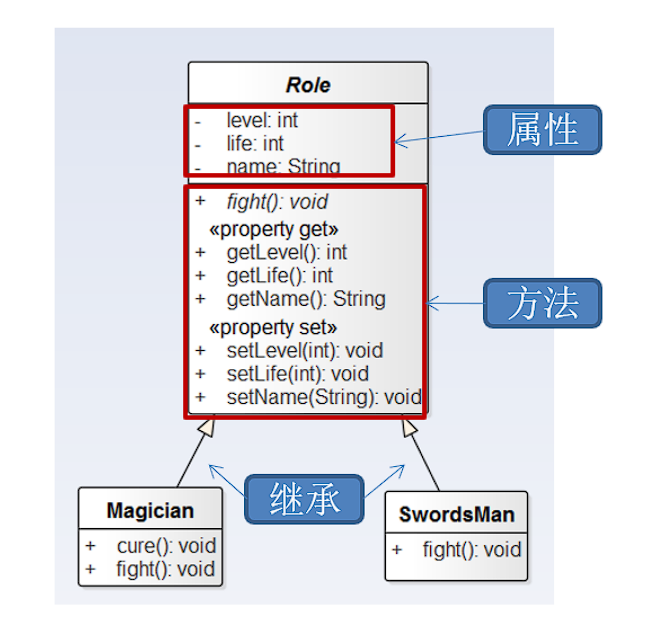 Role
- level: int
- life: int
- name: String
属性
+ fight(): void
«property get»
+ getLevel(): int
+ getLife(): int
+ getName(): String
方法
«property set»
+ setLevel(int): void
+ setLife(int): void
+ setName(String): void
继承
Magician
+ cure(): void
+ fight(): void
SwordsMan
+ fight(): void